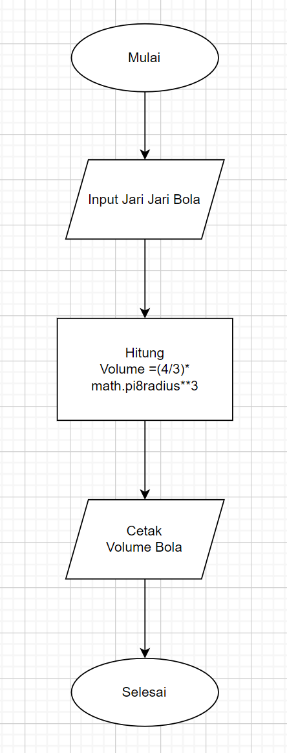 Mulai
Input Jari Jari Bola
Hitung
Volume =(4/3)*
math.pi8radius**3
Cetak
Volume Bola
Selesai